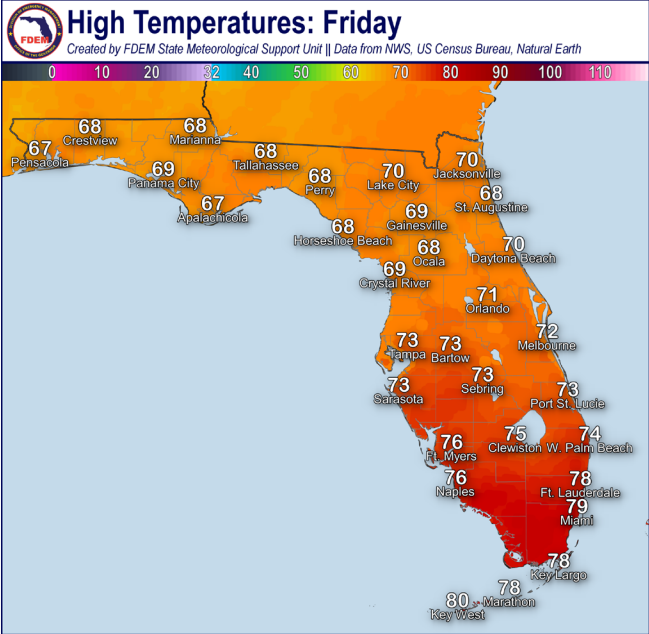 High Temperatures: Friday
FDEM
Created by FDEM State Meteorological Support Unit || Data from NWS, US Census Bureau, Natural Earth
0 10 20 32 40 50 60 70 80 90 100 110
67
Pensacola
68
Crestview
68
Marianna
69
Panama City
68
Tallahassee
67
Apalachicola
68
Perry
70
Lake City
70
Jacksonville
68
St. Augustine
69
Gainesville
68
Horseshoe Beach
68
Ocala
70
Daytona Beach
69
Crystal River
71
Orlando
72
Melbourne
73
Tampa
73
Bartow
73
Sebring
73
Sarasota
73
Port St. Lucie
76
Ft. Myers
75
Clewiston
74
W. Palm Beach
76
Naples
78
Ft. Lauderdale
79
Miami
78
Key Largo
78
Marathon
80
Key West